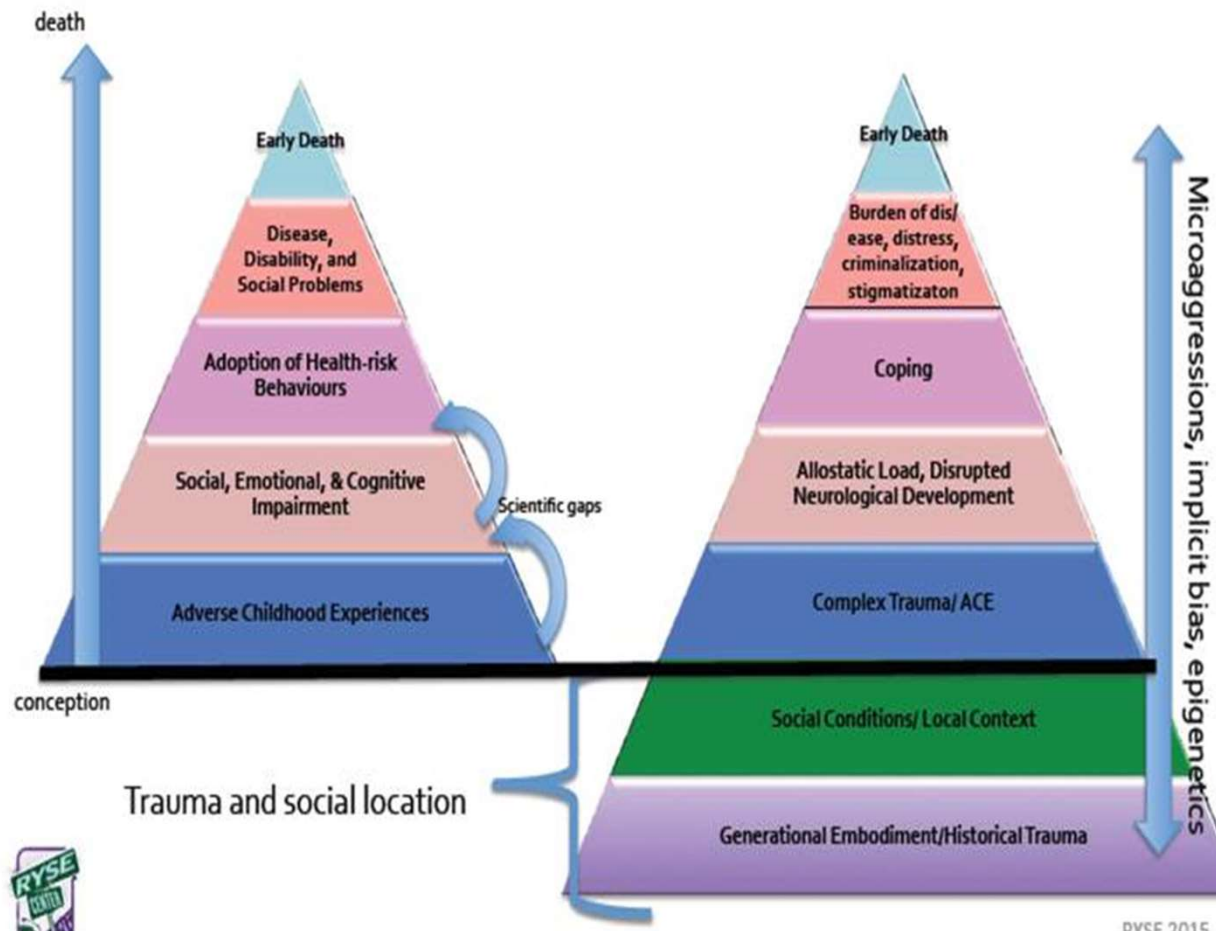 death
Early Death
Disease,
Disability, and
Social Problems
Adoption of Health-risk
Behaviours
Social, Emotional, & Cognitive
Impairment
Scientific gaps
Adverse Childhood Experiences
conception
Early Death
Burden of dis/
ease, distress,
criminalization,
stigmatizaton
Coping
Allostatic Load, Disrupted
Neurological Development
Complex Trauma/ ACE
Social Conditions/ Local Context
Generational Embodiment/Historical Trauma
Microaggressions, implicit bias, epigenetics
Trauma and social location
RYSE
CENTER
RYSE 2015